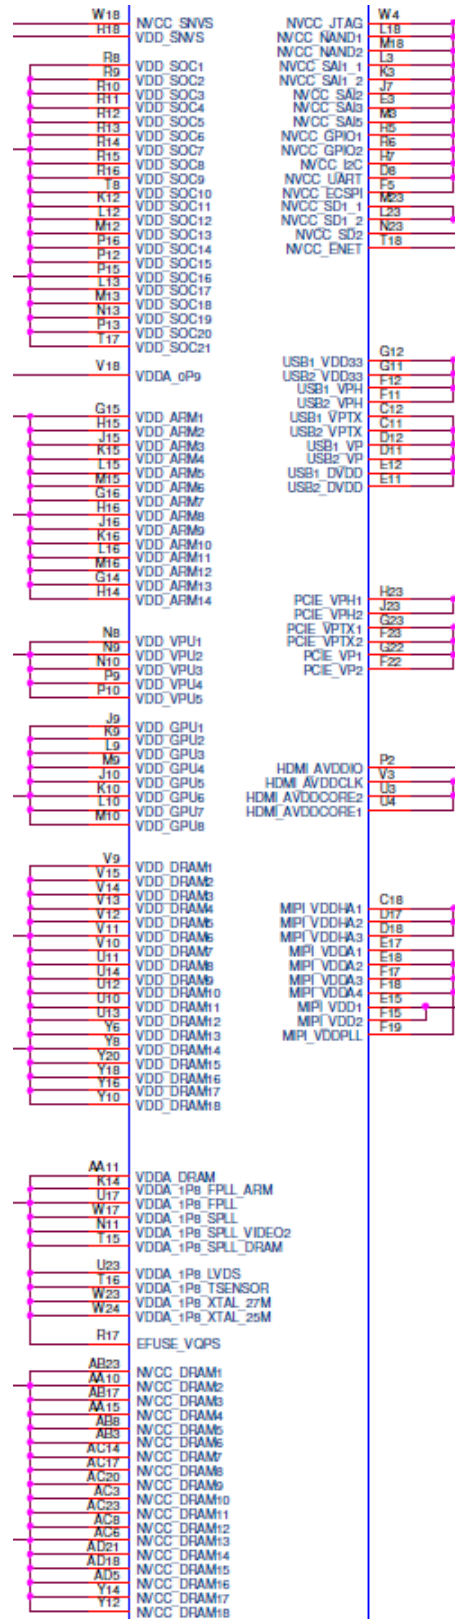 W18 NVCC_SNVS
R18 VDD_SNVS
R8 VDD_SOC1
R9 VDD_SOC2
R10 VDD_SOC3
R11 VDD_SOC4
R12 VDD_SOC5
R13 VDD_SOC6
R14 VDD_SOC7
R15 VDD_SOC8
R16 VDD_SOC9
T8 VDD_SOC10
K12 VDD_SOC11
L12 VDD_SOC12
M12 VDD_SOC13
P16 VDD_SOC14
P12 VDD_SOC15
P15 VDD_SOC16
L13 VDD_SOC17
M13 VDD_SOC18
N13 VDD_SOC19
P13 VDD_SOC20
T17 VDD_SOC21
V18 VDDA_0P9
G15 VDD_ARM1
H15 VDD_ARM2
J15 VDD_ARM3
K15 VDD_ARM4
L15 VDD_ARM5
M15 VDD_ARM6
G16 VDD_ARM7
H16 VDD_ARM8
J16 VDD_ARM9
K16 VDD_ARM10
L16 VDD_ARM11
M16 VDD_ARM12
G14 VDD_ARM13
H14 VDD_ARM14
N8 VDD_VPU1
N9 VDD_VPU2
N10 VDD_VPU3
P9 VDD_VPU4
P10 VDD_VPU5
J9 VDD_GPU1
K9 VDD_GPU2
L9 VDD_GPU3
M9 VDD_GPU4
J10 VDD_GPU5
K10 VDD_GPU6
L10 VDD_GPU7
M10 VDD_GPU8
V9 VDD_DRAM1
V15 VDD_DRAM2
V14 VDD_DRAM3
V13 VDD_DRAM4
V12 VDD_DRAM5
V11 VDD_DRAM6
V10 VDD_DRAM7
U11 VDD_DRAM8
U14 VDD_DRAM9
U12 VDD_DRAM10
U10 VDD_DRAM11
U13 VDD_DRAM12
Y6 VDD_DRAM13
Y8 VDD_DRAM14
Y20 VDD_DRAM15
Y18 VDD_DRAM16
Y16 VDD_DRAM17
Y10 VDD_DRAM18
AA11 VDDA_DRAM
K14 VDDA_1P8_FPLL_ARM
U17 VDDA_1P8_FPLL
W17 VDDA_1P8_SPLL
N11 VDDA_1P8_SPLL_VIDEO2
T15 VDDA_1P8_SPLL_DRAM
U23 VDDA_1P8_LVDS
T16 VDDA_1P8_TSENSOR
W23 VDDA_1P8_XTAL_27M
W24 VDDA_1P8_XTAL_25M
R17 EFUSE_VQPS
AB23 NVCC_DRAM1
AA10 NVCC_DRAM2
AB17 NVCC_DRAM3
AA15 NVCC_DRAM4
AB8 NVCC_DRAM5
AB3 NVCC_DRAM6
AC14 NVCC_DRAM7
AC17 NVCC_DRAM8
AC20 NVCC_DRAM9
AC3 NVCC_DRAM10
AC23 NVCC_DRAM11
AC8 NVCC_DRAM12
AC6 NVCC_DRAM13
AD21 NVCC_DRAM14
AD18 NVCC_DRAM15
AD5 NVCC_DRAM16
Y14 NVCC_DRAM17
Y12 NVCC_DRAM18
NVCC_JTAG W4
NVCC_NAND1 L18
NVCC_NAND2 M18
NVCC_SAI1_1 L3
NVCC_SAI1_2 K3
NVCC_SAI2 J7
NVCC_SAI3 E3
NVCC_SAI5 M3
NVCC_GPIO1 R5
NVCC_GPIO2 R6
NVCC_I2C H7
NVCC_UART D8
NVCC_ECSPI F5
NVCC_SD1_1 M23
NVCC_SD1_2 L23
NVCC_SD2 N23
NVCC_ENET T18
USB1_VDD33 G12
USB2_VDD33 G11
USB1_VPH F12
USB2_VPH F11
USB1_VPTX C12
USB2_VPTX C11
USB1_VP D12
USB2_VP D11
USB1_DVDD E12
USB2_DVDD E11
PCIE_VPH1 H23
PCIE_VPH2 J23
PCIE_VPTX1 G23
PCIE_VPTX2 F23
PCIE_VP1 G22
PCIE_VP2 F22
HDMI_AVDDIO P2
HDMI_AVDDCLK V3
HDMI_AVDDCORE2 U3
HDMI_AVDDCORE1 U4
MIPI_VDDHA1 C18
MIPI_VDDHA2 D17
MIPI_VDDHA3 D18
MIPI_VDDA1 E17
MIPI_VDDA2 E18
MIPI_VDDA3 F17
MIPI_VDDA4 F18
MIPI_VDD1 E15
MIPI_VDD2 F15
MIPI_VDDPLL F19